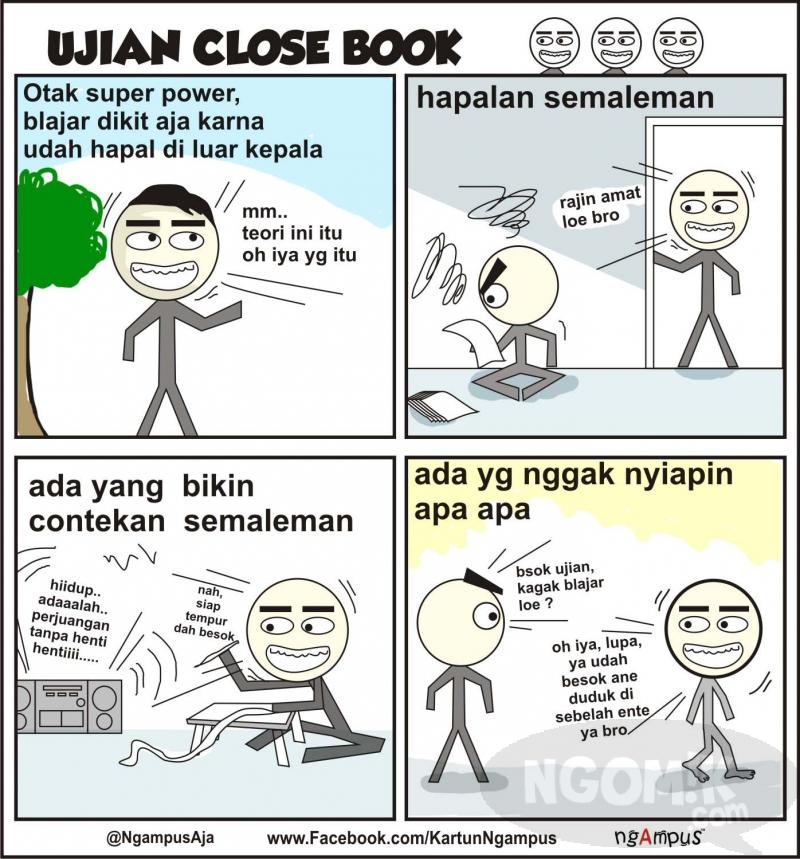 UJIAN CLOSE BOOK
Otak super power,
blajar dikit aja karna
udah hapal di luar kepala
mm..
teori ini itu
oh iya yg itu
hapalan semaleman
rajin amat
loe bro
ada yang bikin
contekan semaleman
hiidup..
adaaalah..
perjuangan
tanpa henti
hentiiii.....
nah,
siap
tempur
dah besok
ada yg nggak nyiapin
apa apa
bsok ujian,
kagak blajar
loe ?
oh iya, lupa,
ya udah
besok ane
duduk di
sebelah ente
ya bro
NGOMIK
.com
@NgampusAja
www.Facebook.com/KartunNgampus
ngAmpus